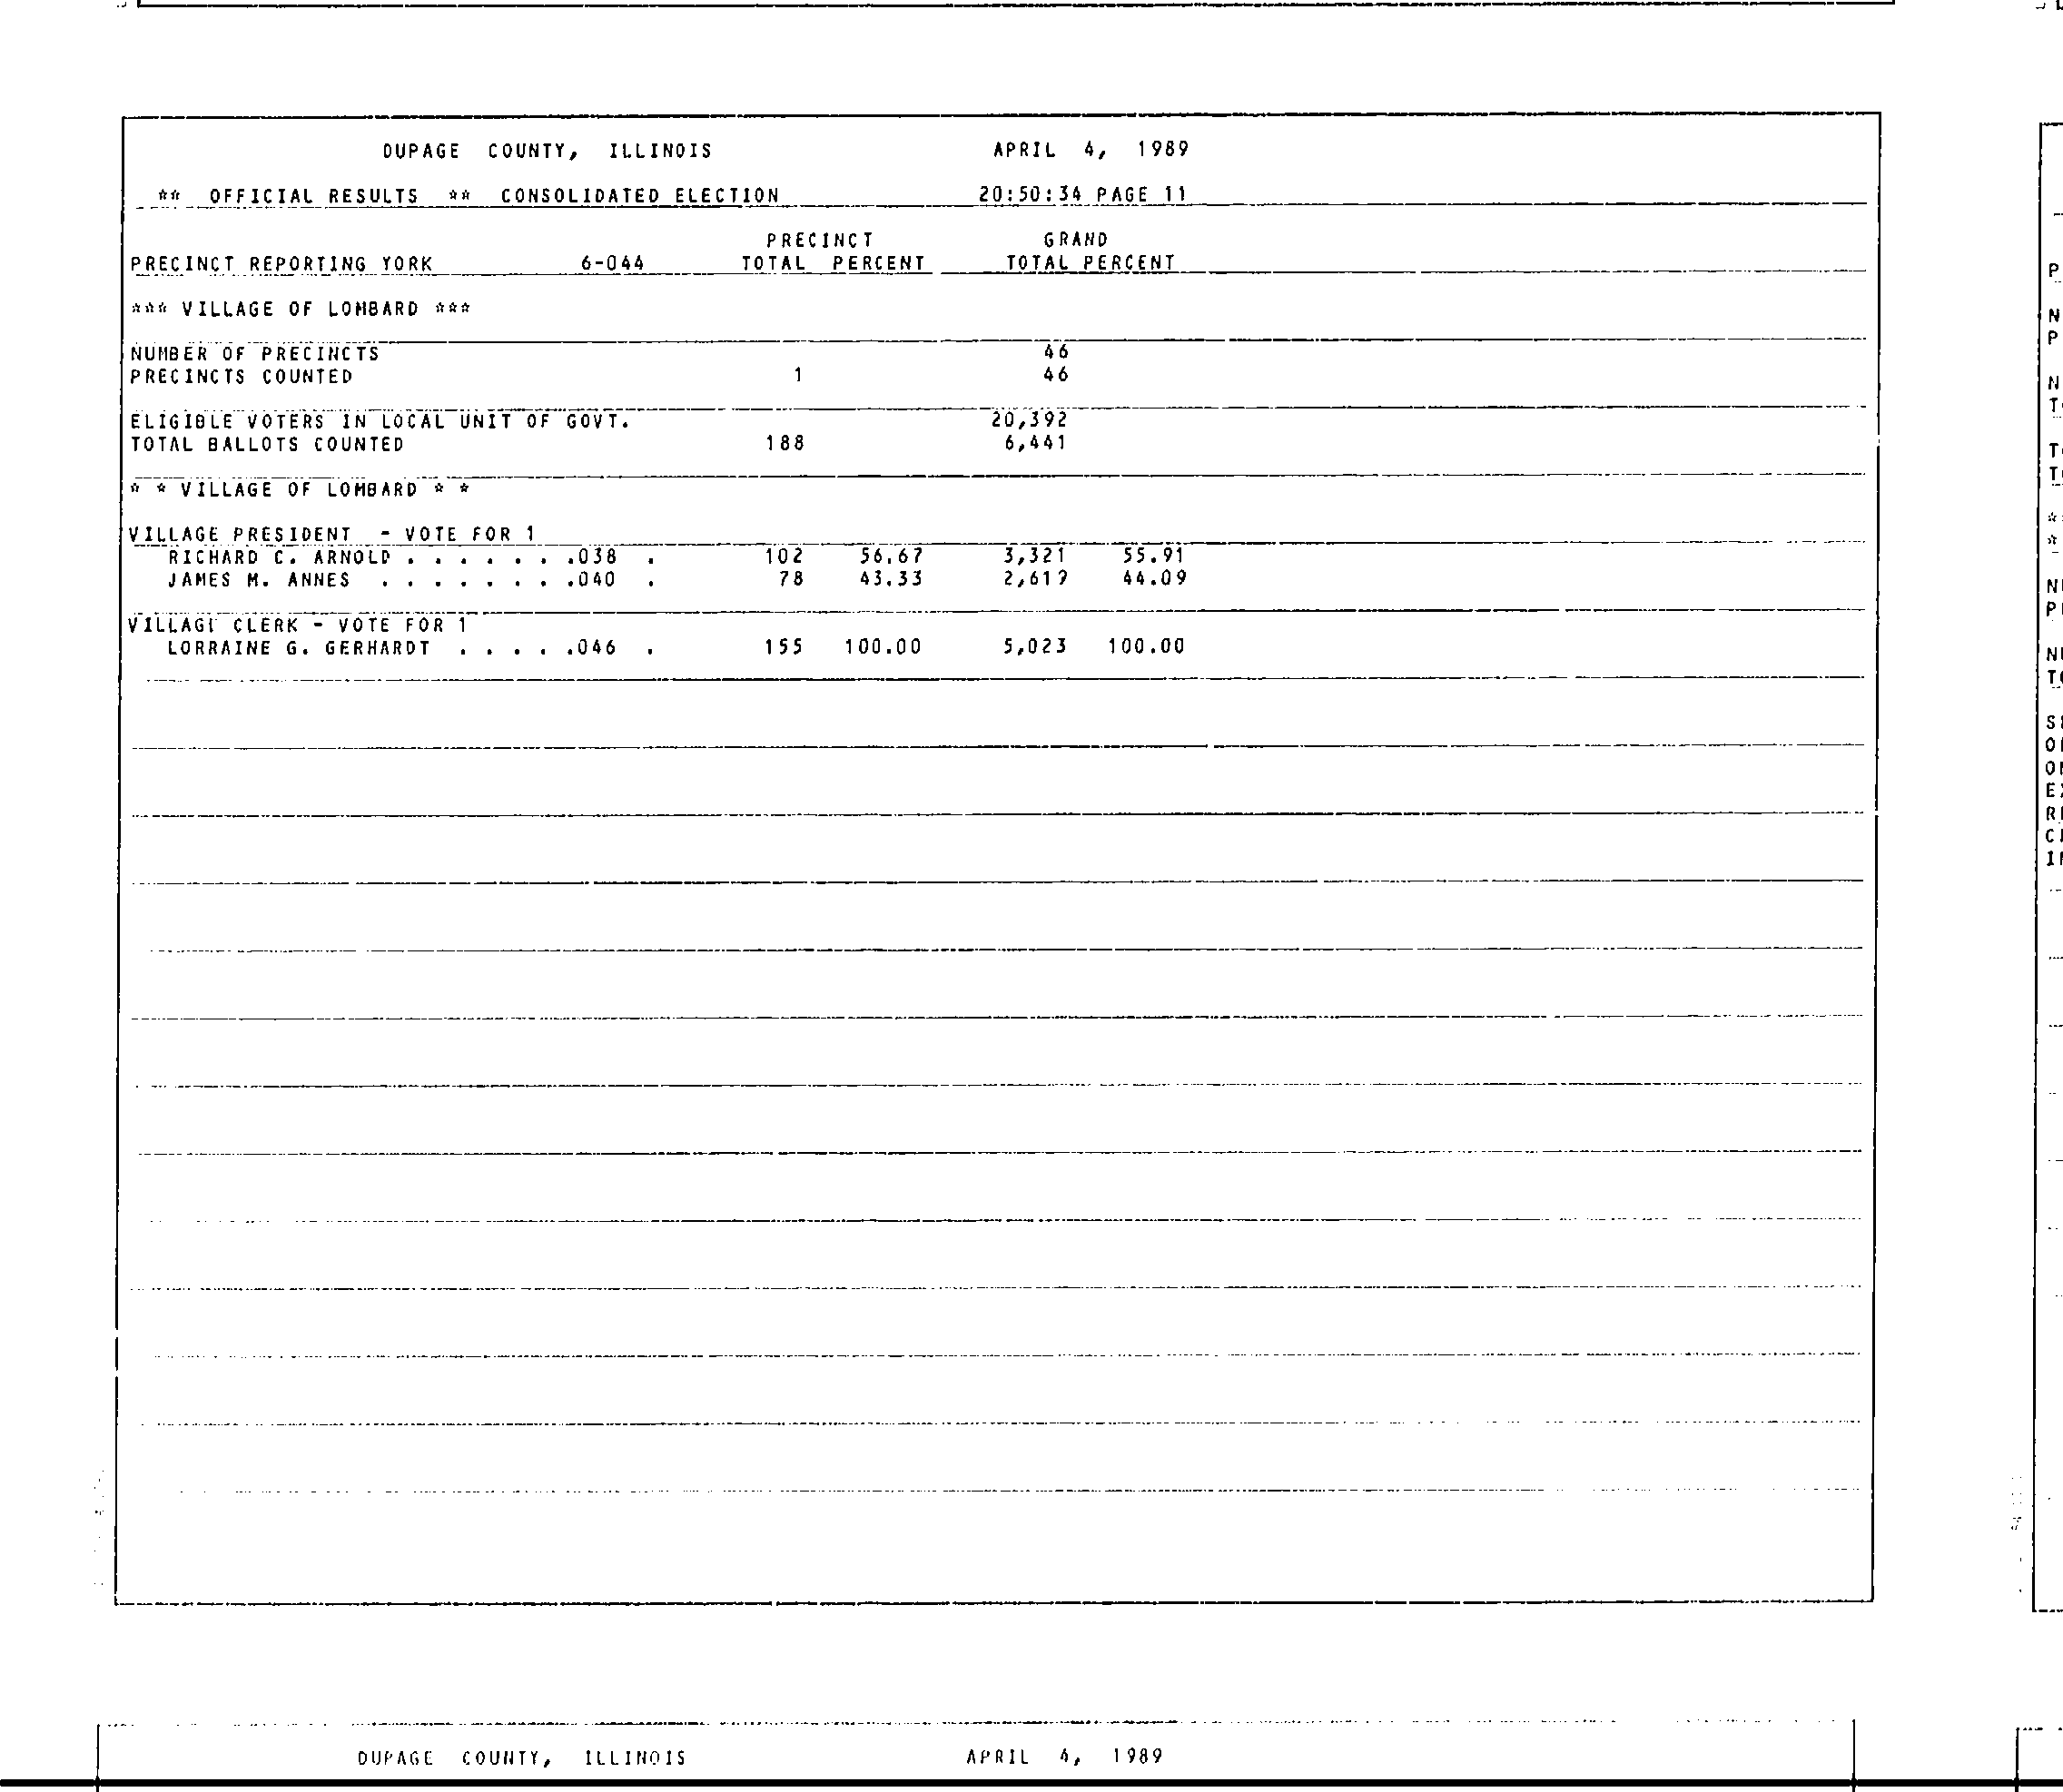 DUPAGE COUNTY, ILLINOIS APRIL 4, 1989
** OFFICIAL RESULTS ** CONSOLIDATED ELECTION 20:50:34 PAGE 11
PRECINCT GRAND
PRECINCT REPORTING YORK 6-044 TOTAL PERCENT TOTAL PERCENT
*** VILLAGE OF LOMBARD ***
NUMBER OF PRECINCTS 46
PRECINCTS COUNTED 1 46
ELIGIBLE VOTERS IN LOCAL UNIT OF GOVT. 20,392
TOTAL BALLOTS COUNTED 188 6,441
* * VILLAGE OF LOMBARD * *
VILLAGE PRESIDENT - VOTE FOR 1
RICHARD C. ARNOLD . . . . . . .038 . 102 56.67 3,321 55.91
JAMES M. ANNES . . . . . . . .040 . 78 43.33 2,619 44.09
VILLAGE CLERK - VOTE FOR 1
LORRAINE G. GERHARDT . . . . .046 . 155 100.00 5,023 100.00
DUPAGE COUNTY, ILLINOIS APRIL 4, 1989